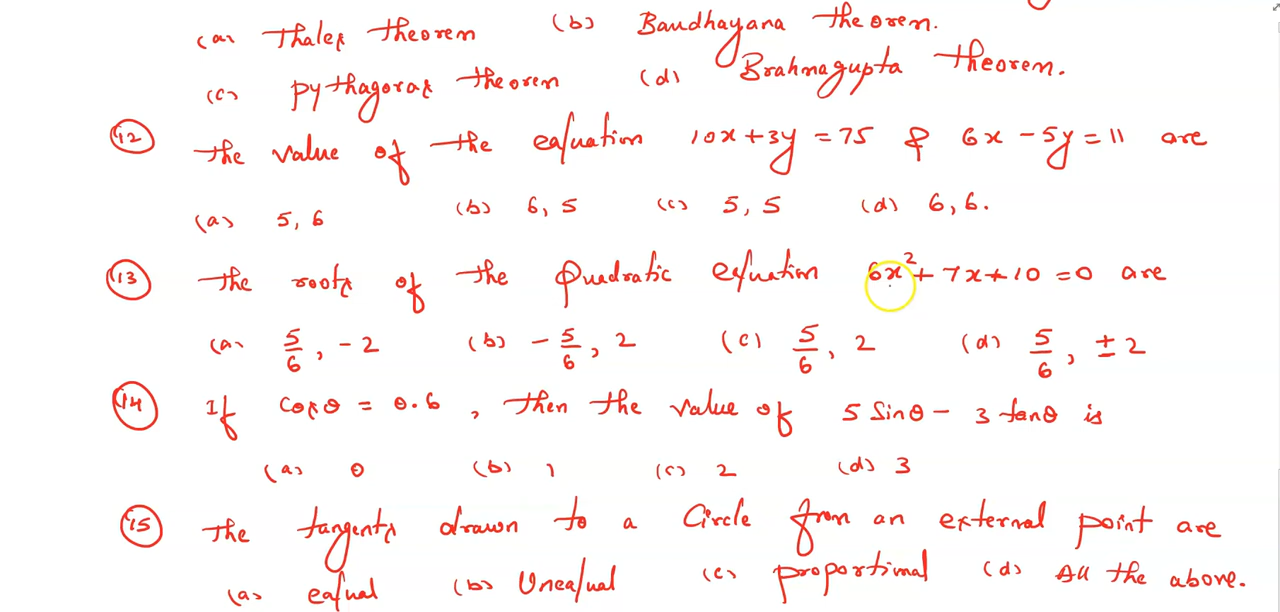 (a) Thales theorem (b) Baudhayana theorem.
(c) pythagoras theorem (d) Brahmagupta theorem.
(12) The value of the equation 10x + 3y = 75 & 6x - 5y = 11 are
(a) 5, 6 (b) 6, 5 (c) 5, 5 (d) 6, 6.
(13) The roots of the quadratic equation 6x² + 7x + 10 = 0 are
(a) 5/6, -2 (b) -5/6, 2 (c) 5/6, 2 (d) 5/6, ±2
(14) If cosθ = 0.6, then the value of 5 sinθ - 3 tanθ is
(a) 0 (b) 1 (c) 2 (d) 3
(15) The tangents drawn to a circle from an external point are
(a) equal (b) Unequal (c) proportional (d) All the above.